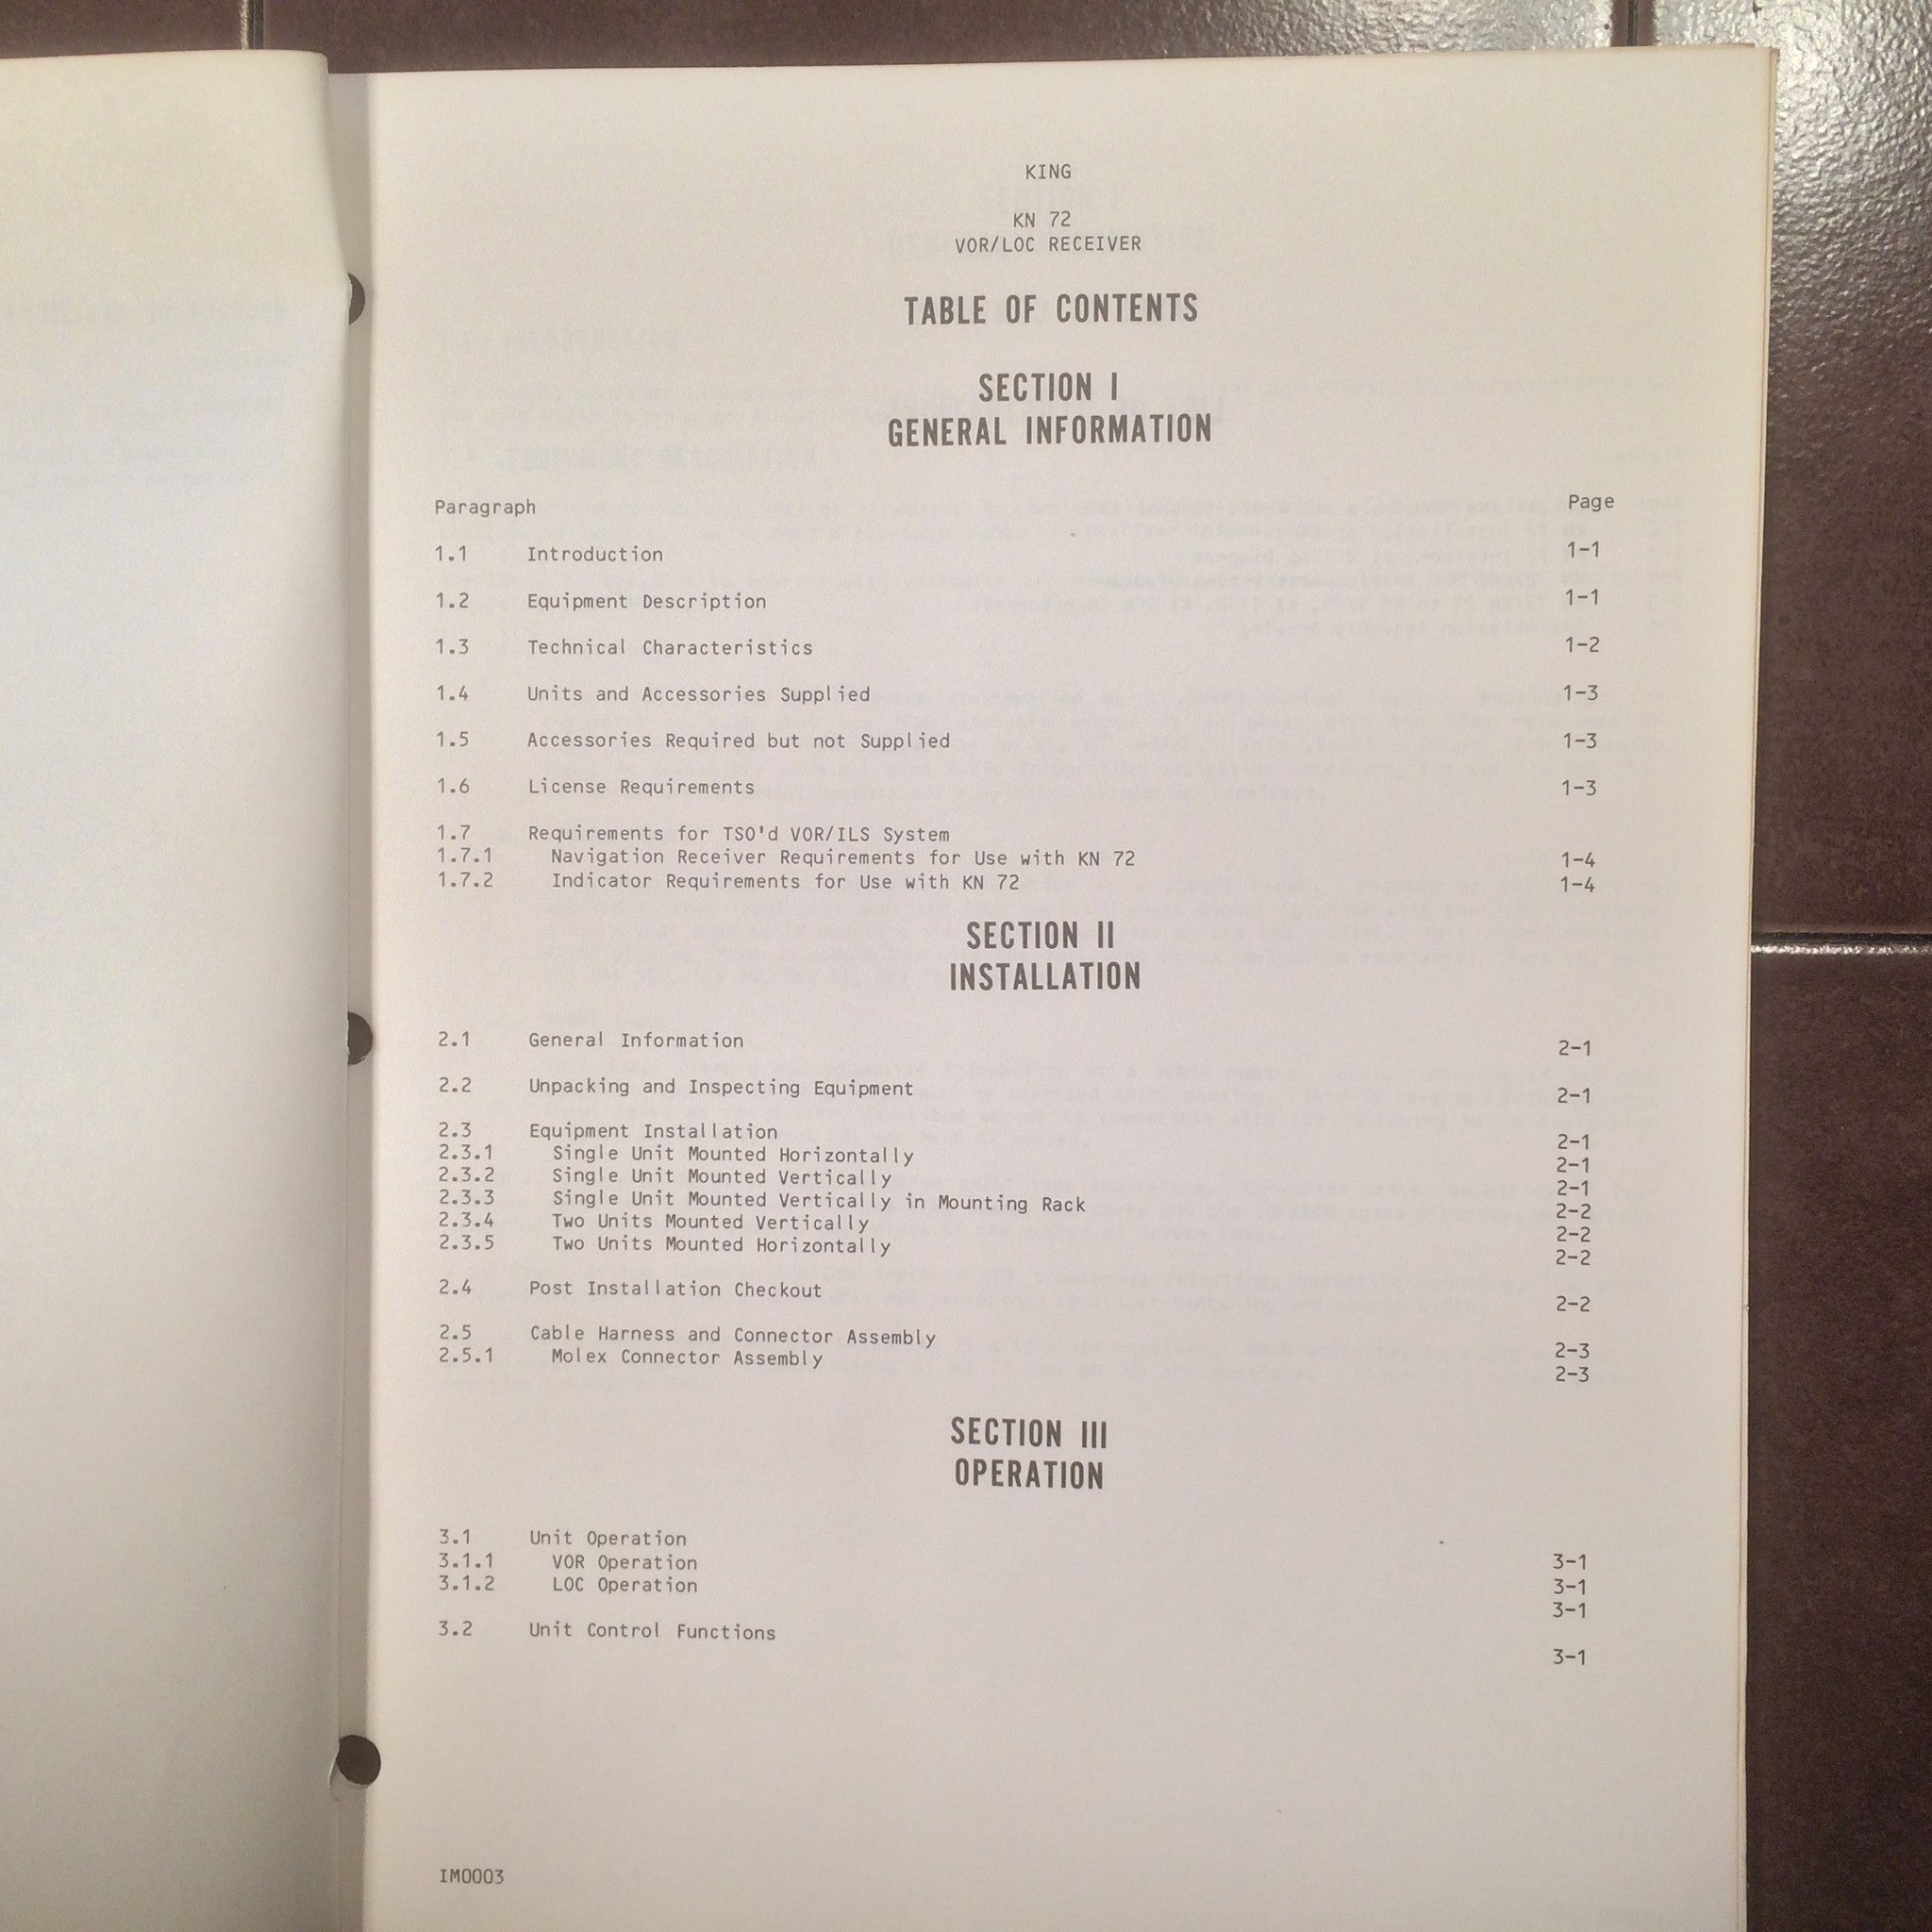 KING
KN 72
VOR/LOC RECEIVER
TABLE OF CONTENTS
SECTION I
GENERAL INFORMATION
Paragraph Page
1.1 Introduction 1-1
1.2 Equipment Description 1-1
1.3 Technical Characteristics 1-2
1.4 Units and Accessories Supplied 1-3
1.5 Accessories Required but not Supplied 1-3
1.6 License Requirements 1-3
1.7 Requirements for TSO'd VOR/ILS System
1.7.1 Navigation Receiver Requirements for Use with KN 72 1-4
1.7.2 Indicator Requirements for Use with KN 72 1-4
SECTION II
INSTALLATION
2.1 General Information 2-1
2.2 Unpacking and Inspecting Equipment 2-1
2.3 Equipment Installation 2-1
2.3.1 Single Unit Mounted Horizontally 2-1
2.3.2 Single Unit Mounted Vertically 2-1
2.3.3 Single Unit Mounted Vertically in Mounting Rack 2-2
2.3.4 Two Units Mounted Vertically 2-2
2.3.5 Two Units Mounted Horizontally 2-2
2.4 Post Installation Checkout 2-2
2.5 Cable Harness and Connector Assembly 2-3
2.5.1 Molex Connector Assembly 2-3
SECTION III
OPERATION
3.1 Unit Operation 3-1
3.1.1 VOR Operation 3-1
3.1.2 LOC Operation 3-1
3.2 Unit Control Functions 3-1
IM0003